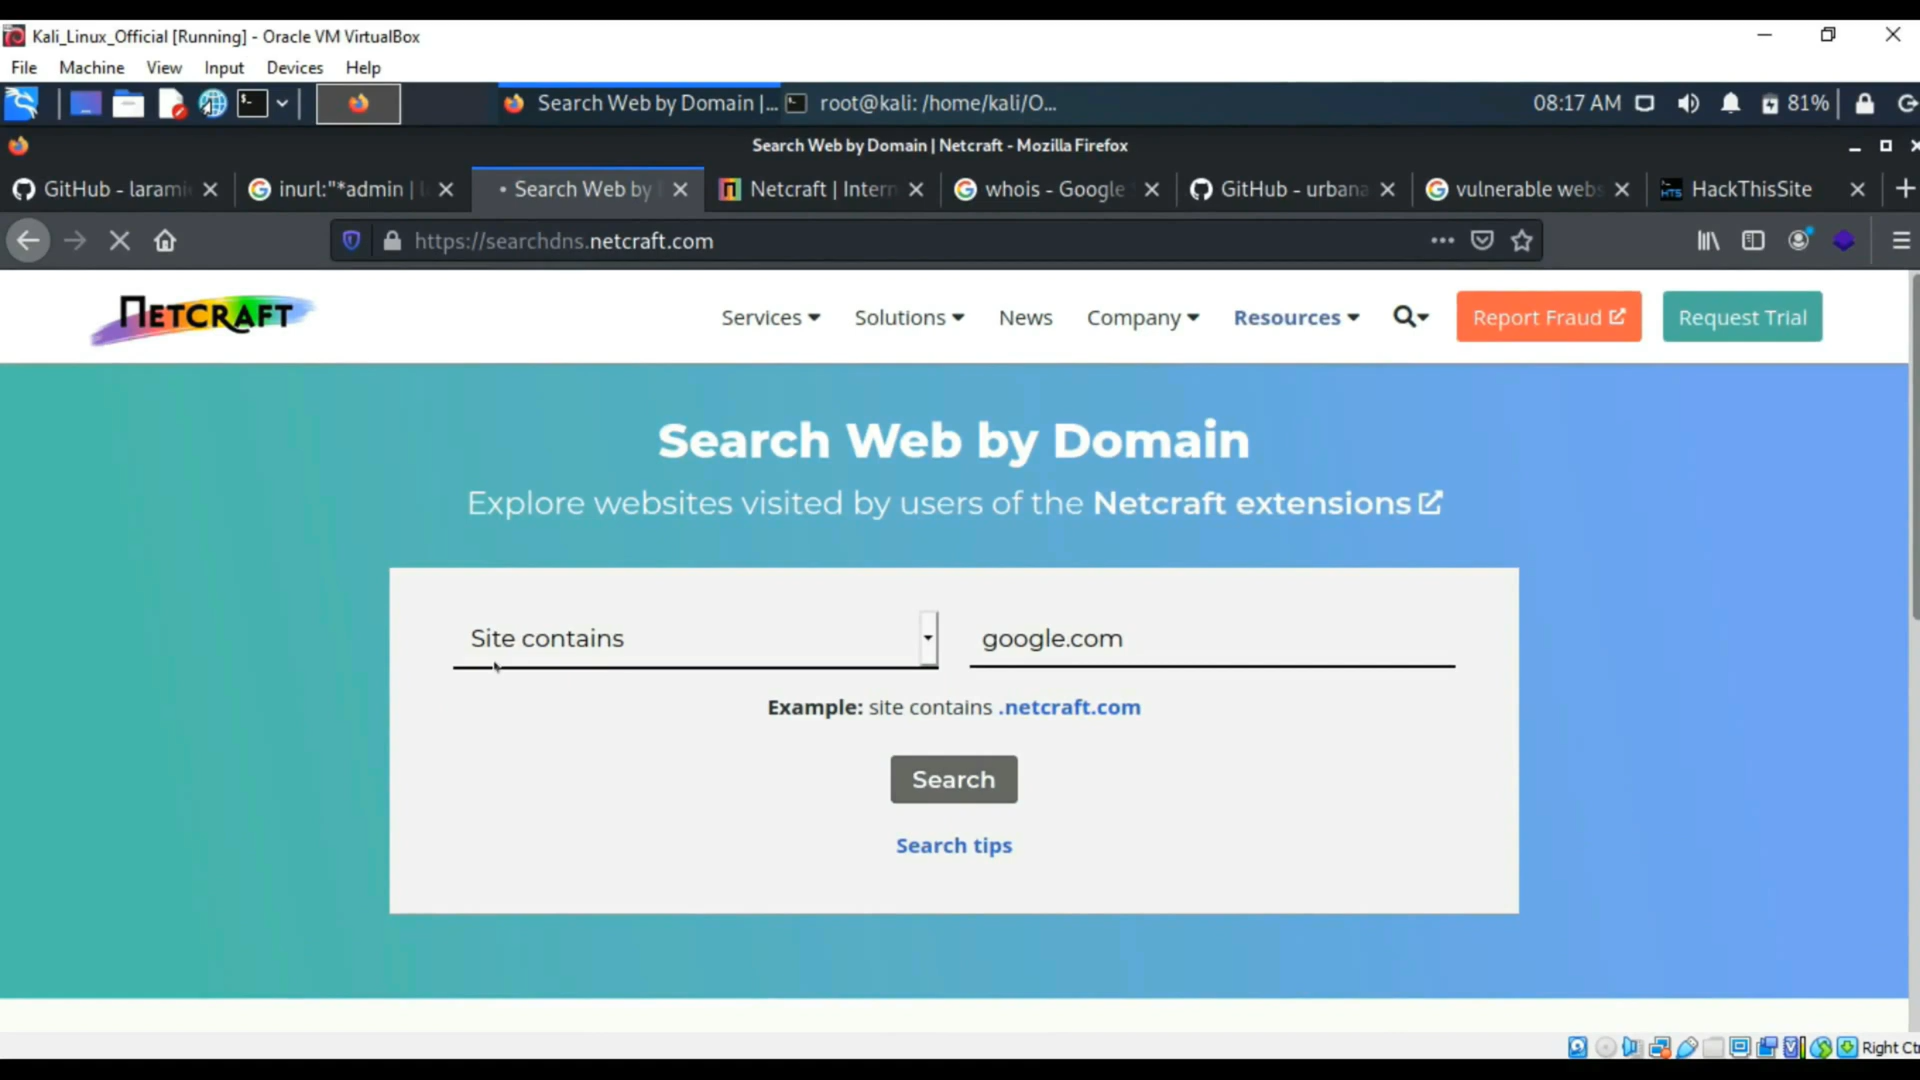 Kali_Linux_Official [Running] - Oracle VM VirtualBox
File Machine View Input Devices Help
Search Web by Domain |... root@kali: /home/kali/O... 08:17 AM 81%
Search Web by Domain | Netcraft - Mozilla Firefox
GitHub - larami inurl:"*admin | Search Web by Netcraft | Intern whois - Google GitHub - urbana vulnerable webs HackThisSite
https://searchdns.netcraft.com
NETCRAFT Services Solutions News Company Resources Report Fraud Request Trial
Search Web by Domain
Explore websites visited by users of the Netcraft extensions
Site contains google.com
Example: site contains .netcraft.com
Search
Search tips
Right Ctr